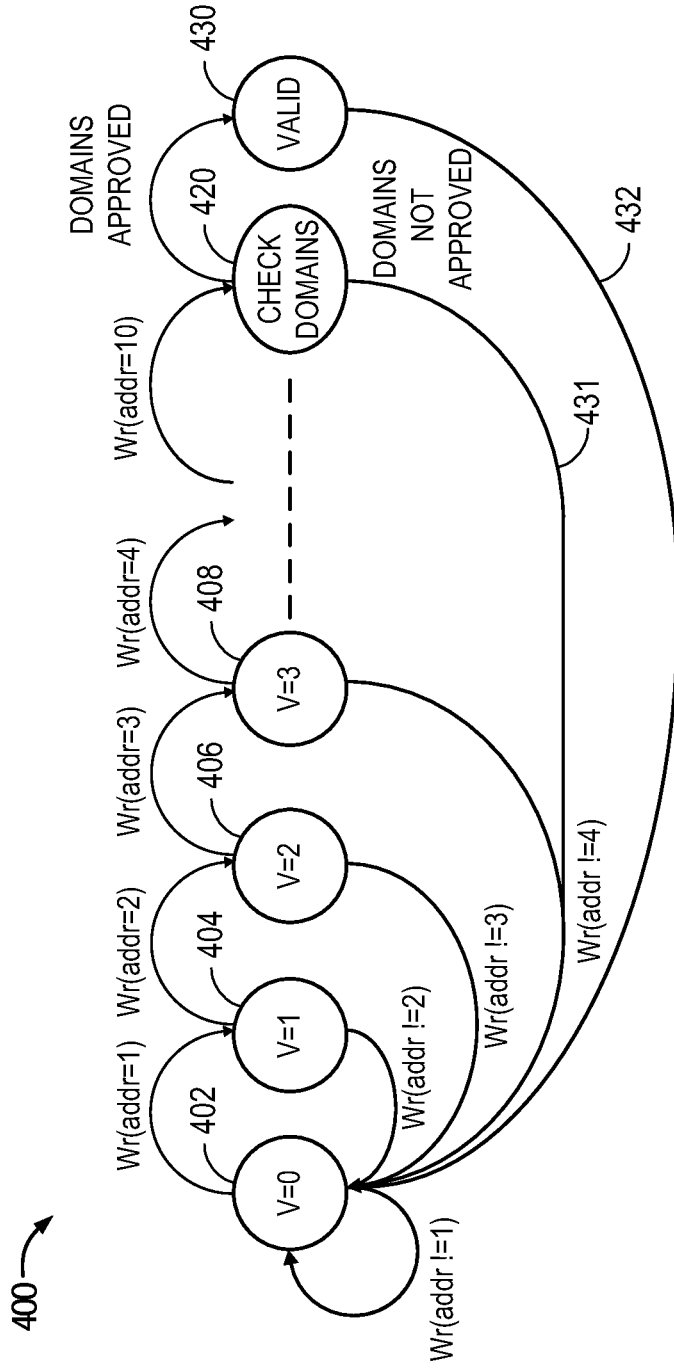 400
Wr(addr=1)
Wr(addr=2)
Wr(addr=3)
Wr(addr=4)
Wr(addr=10)
DOMAINS
APPROVED
402
404
406
408
420
430
V=0
V=1
V=2
V=3
CHECK
DOMAINS
VALID
DOMAINS
NOT
APPROVED
Wr(addr !=1)
Wr(addr !=2)
Wr(addr !=3)
Wr(addr !=4)
431
432